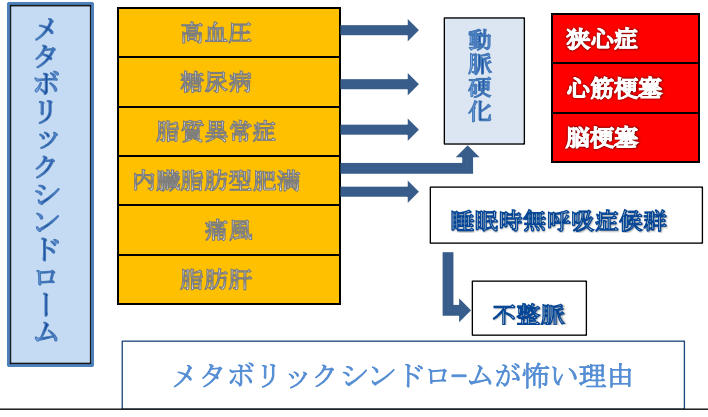 メタボリックシンドローム
高血圧
糖尿病
脂質異常症
内臓脂肪型肥満
痛風
脂肪肝
動脈硬化
狭心症
心筋梗塞
脳梗塞
睡眠時無呼吸症候群
不整脈
メタボリックシンドロームが怖い理由